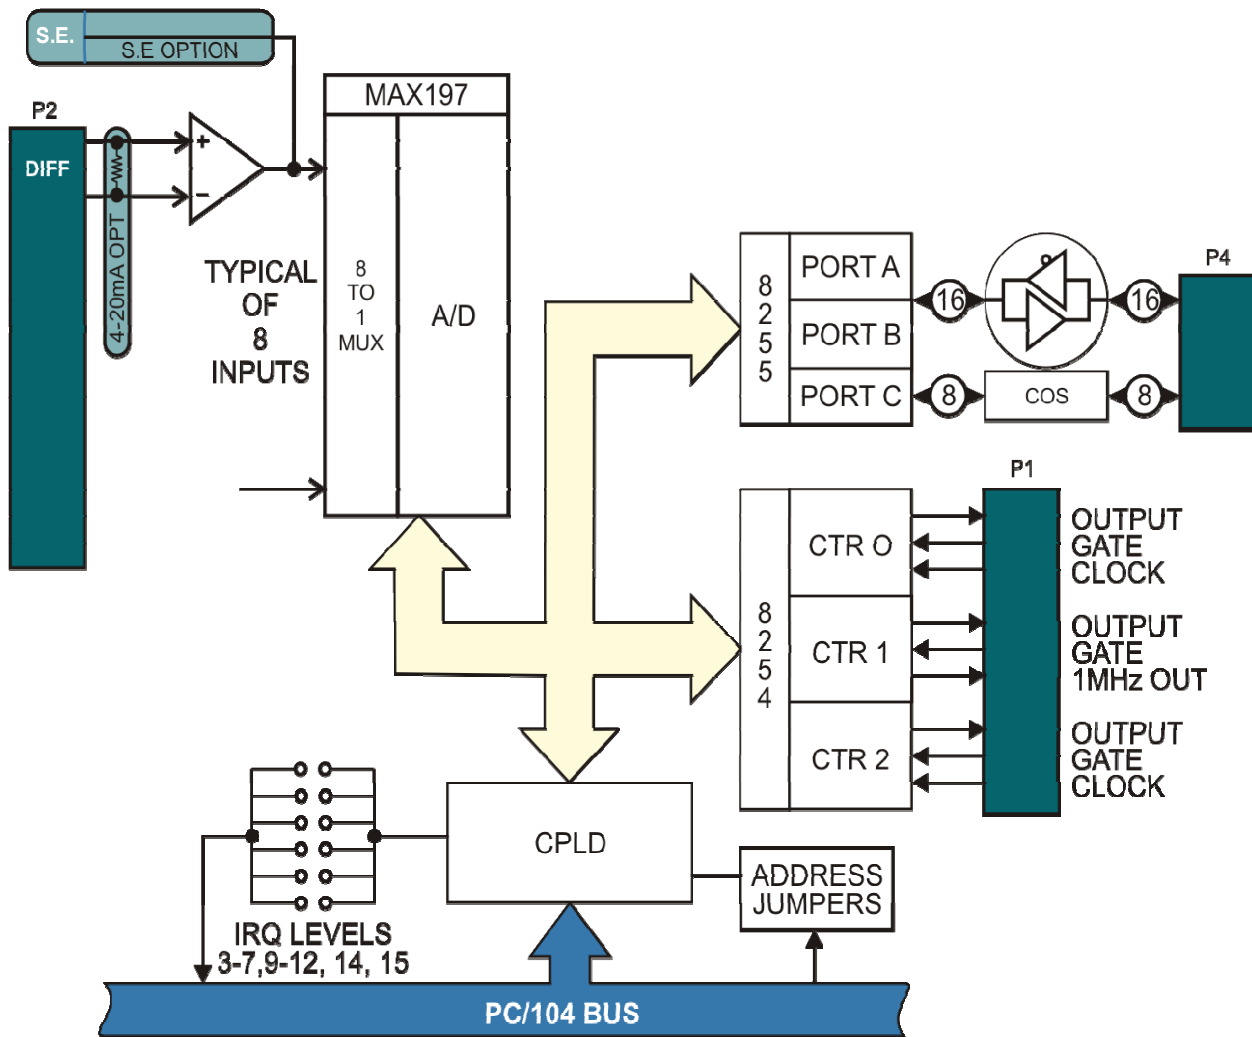 S.E.
S.E OPTION
P2
DIFF
4-20mA OPT
+
−
MAX197
8
TO
1
MUX
A/D
TYPICAL
OF
8
INPUTS
8
2
5
5
PORT A
PORT B
PORT C
16
16
8
COS
8
P4
P1
8
2
5
4
CTR O
CTR 1
CTR 2
OUTPUT
GATE
CLOCK
OUTPUT
GATE
1MHz OUT
OUTPUT
GATE
CLOCK
CPLD
ADDRESS
JUMPERS
IRQ LEVELS
3-7,9-12, 14, 15
PC/104 BUS